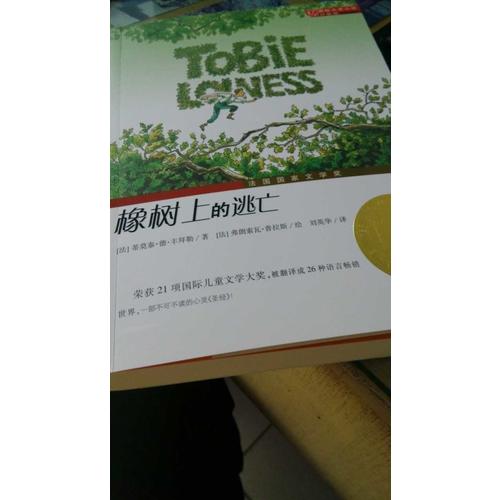 TOBIE
LOLNESS
法国国家文学奖
橡树上的逃亡
[法] 蒂莫泰·德·丰拜勒/著 [法] 弗朗索瓦·普拉斯/绘 刘英华/译
荣获21项国际儿童文学大奖,被翻译成26种语言畅销
世界,一部不可不读的心灵《圣经》!